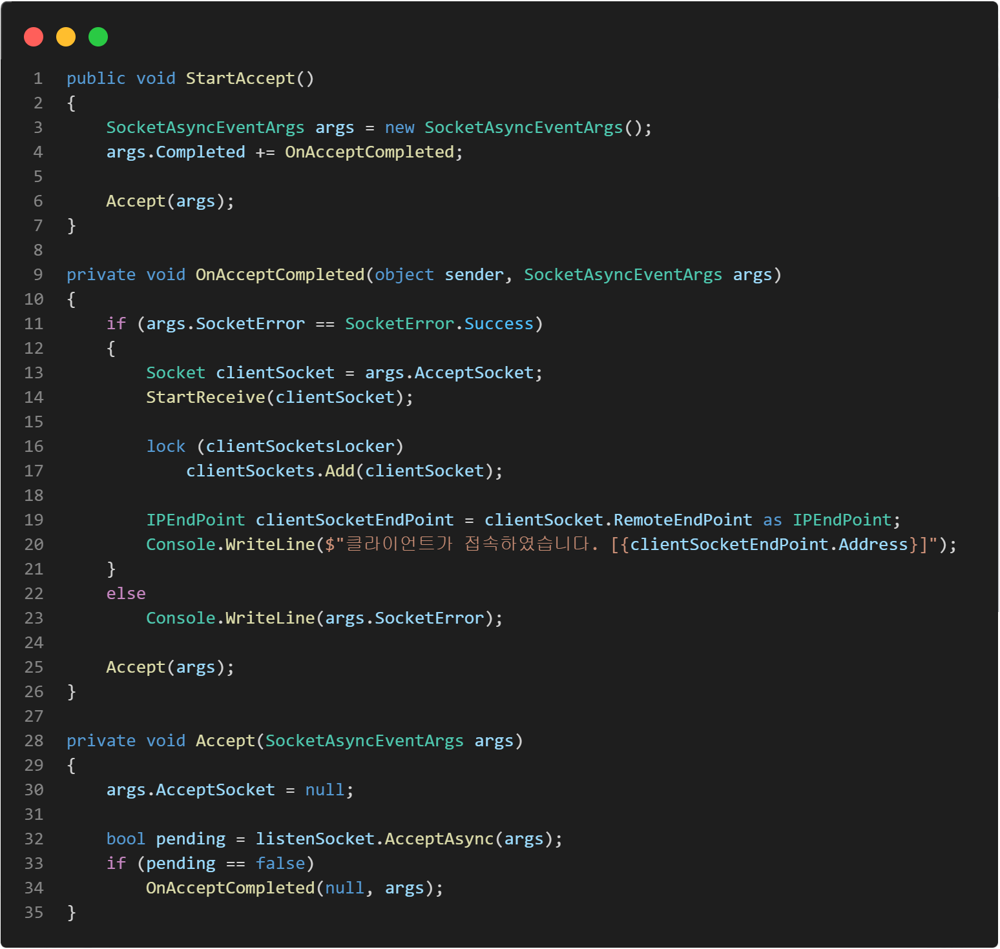 1 public void StartAccept()
2 {
3     SocketAsyncEventArgs args = new SocketAsyncEventArgs();
4     args.Completed += OnAcceptCompleted;
5
6     Accept(args);
7 }
8
9 private void OnAcceptCompleted(object sender, SocketAsyncEventArgs args)
10 {
11     if (args.SocketError == SocketError.Success)
12     {
13         Socket clientSocket = args.AcceptSocket;
14         StartReceive(clientSocket);
15
16         lock (clientSocketsLocker)
17             clientSockets.Add(clientSocket);
18
19         IPEndPoint clientSocketEndPoint = clientSocket.RemoteEndPoint as IPEndPoint;
20         Console.WriteLine($"클라이언트가 접속하였습니다. [{clientSocketEndPoint.Address}]");
21     }
22     else
23         Console.WriteLine(args.SocketError);
24
25     Accept(args);
26 }
27
28 private void Accept(SocketAsyncEventArgs args)
29 {
30     args.AcceptSocket = null;
31
32     bool pending = listenSocket.AcceptAsync(args);
33     if (pending == false)
34         OnAcceptCompleted(null, args);
35 }